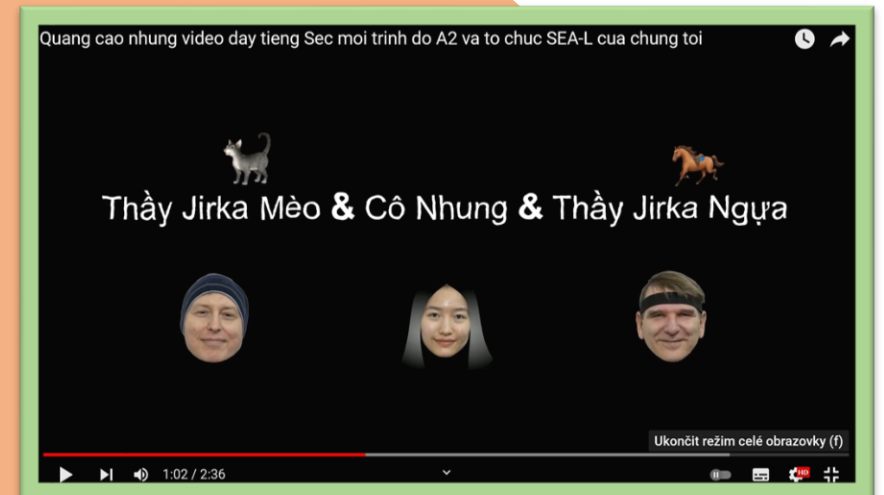 Quang cao nhung video day tieng Sec moi trinh do A2 va to chuc SEA-L cua chung toi
Thầy Jirka Mèo & Cô Nhung & Thầy Jirka Ngựa
Ukončit režim celé obrazovky (f)
1:02 / 2:36
HD